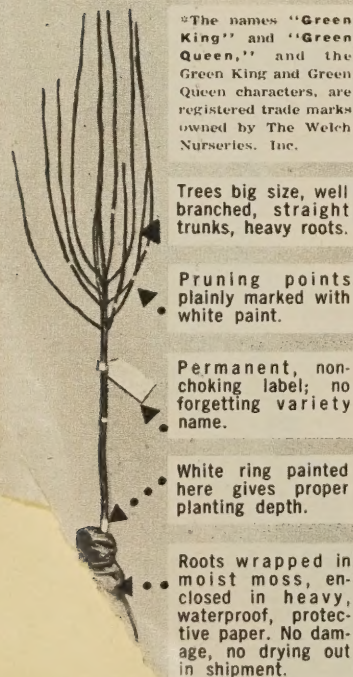 *The names "Green
King" and "Green
Queen," and the
Green King and Green
Queen characters, are
registered trade marks
owned by The Welch
Nurseries. Inc.
Trees big size, well
branched, straight
trunks, heavy roots.
Pruning points
plainly marked with
white paint.
Permanent, non-
choking label; no
forgetting variety
name.
White ring painted
here gives proper
planting depth.
Roots wrapped in
moist moss, en-
closed in heavy,
waterproof, protec-
tive paper. No dam-
age, no drying out
in shipment.